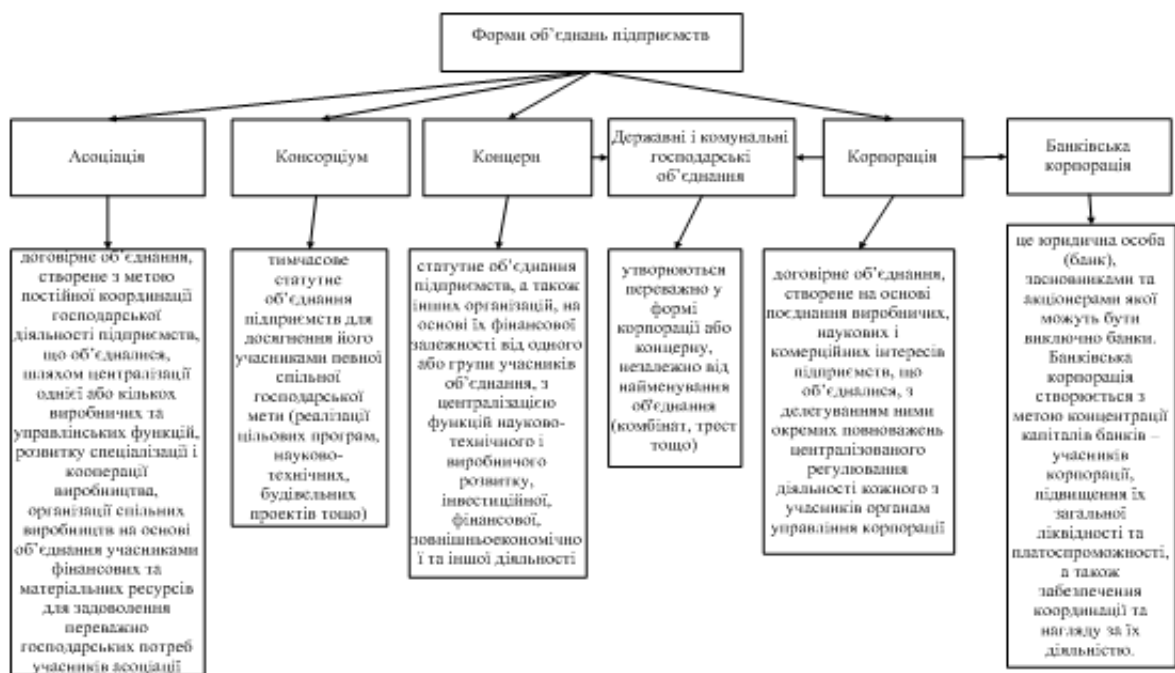 Форми об’єднань підприємств
Асоціація
Консорціум
Концерн
Державні і комунальні
господарські
об’єднання
Корпорація
Банківська
корпорація
договірне об’єднання,
створене з метою
постійної координації
господарської
діяльності підприємств,
що об’єдналися,
шляхом централізації
однієї або кількох
виробничих та
управлінських функцій,
розвитку спеціалізації і
кооперації
виробництва,
організації спільних
виробництв на основі
об’єднання учасниками
фінансових та
матеріальних ресурсів
для задоволення
переважно
господарських потреб
учасників асоціації
тимчасове
статутне
об’єднання
підприємств для
досягнення його
учасниками певної
спільної
господарської
мети (реалізації
цільових програм,
науково-
технічних,
будівельних
проектів тощо)
статутне об’єднання
підприємств, а також
інших організацій, на
основі їх фінансової
залежності від одного
або групи учасників
об’єднання, з
централізацією
функцій науково-
технічного і
виробничого
розвитку,
інвестиційної,
фінансової,
зовнішньоекономічно
ї та іншої діяльності
утворюються
переважно у
формі
корпорації або
концерну,
незалежно від
найменування
об’єднання
(комбінат, трест
тощо)
договірне об’єднання,
створене на основі
поєднання виробничих,
наукових і
комерційних інтересів
підприємств, що
об’єдналися, з
делегуванням ними
окремих повноважень
централізованого
регулювання
діяльності кожного з
учасників органам
управління корпорації
це юридична особа
(банк),
засновниками та
акціонерами якої
можуть бути
виключно банки.
Банківська
корпорація
створюється з
метою концентрації
капіталів банків –
учасників
корпорації,
підвищення їх
загальної
ліквідності та
платоспроможності,
а також
забезпечення
координації та
нагляду за їх
діяльністю.